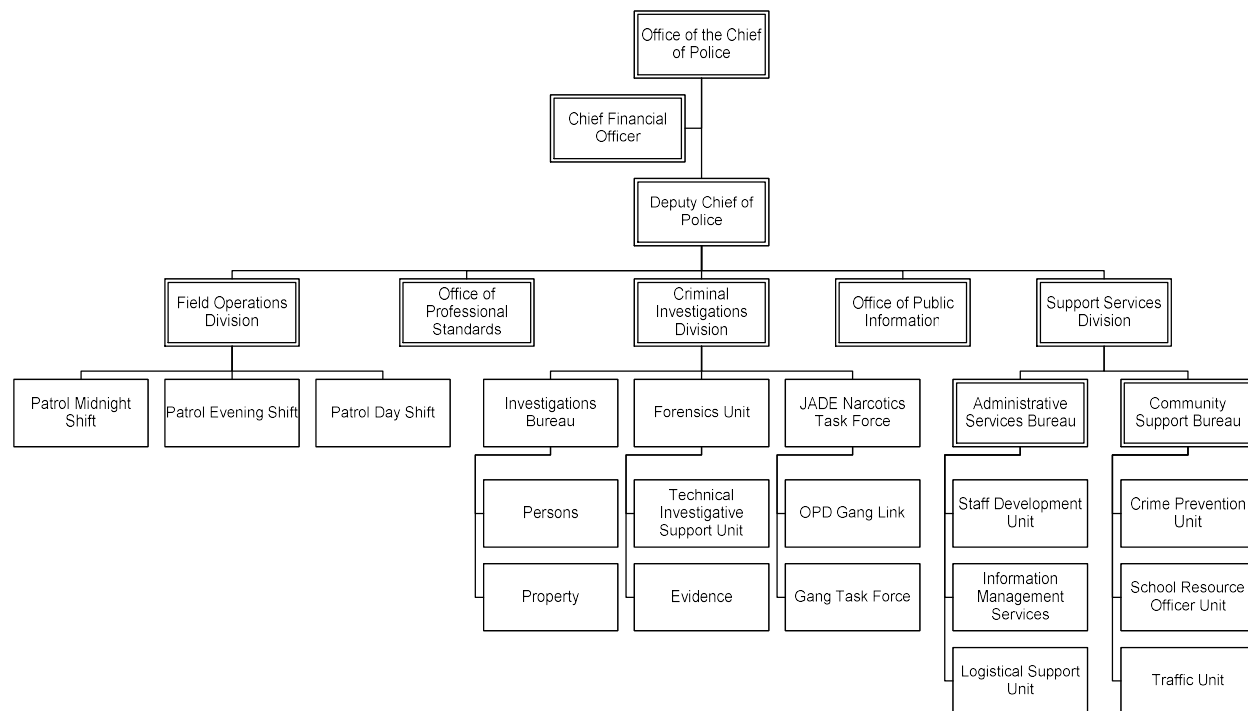 Office of the Chief
of Police
Chief Financial
Officer
Deputy Chief of
Police
Field Operations
Division
Office of
Professional
Standards
Criminal
Investigations
Division
Office of Public
Information
Support Services
Division
Patrol Midnight
Shift
Patrol Evening Shift
Patrol Day Shift
Investigations
Bureau
Forensics Unit
JADE Narcotics
Task Force
Administrative
Services Bureau
Community
Support Bureau
Persons
Technical
Investigative
Support Unit
OPD Gang Link
Staff Development
Unit
Crime Prevention
Unit
Property
Evidence
Gang Task Force
Information
Management
Services
School Resource
Officer Unit
Logistical Support
Unit
Traffic Unit